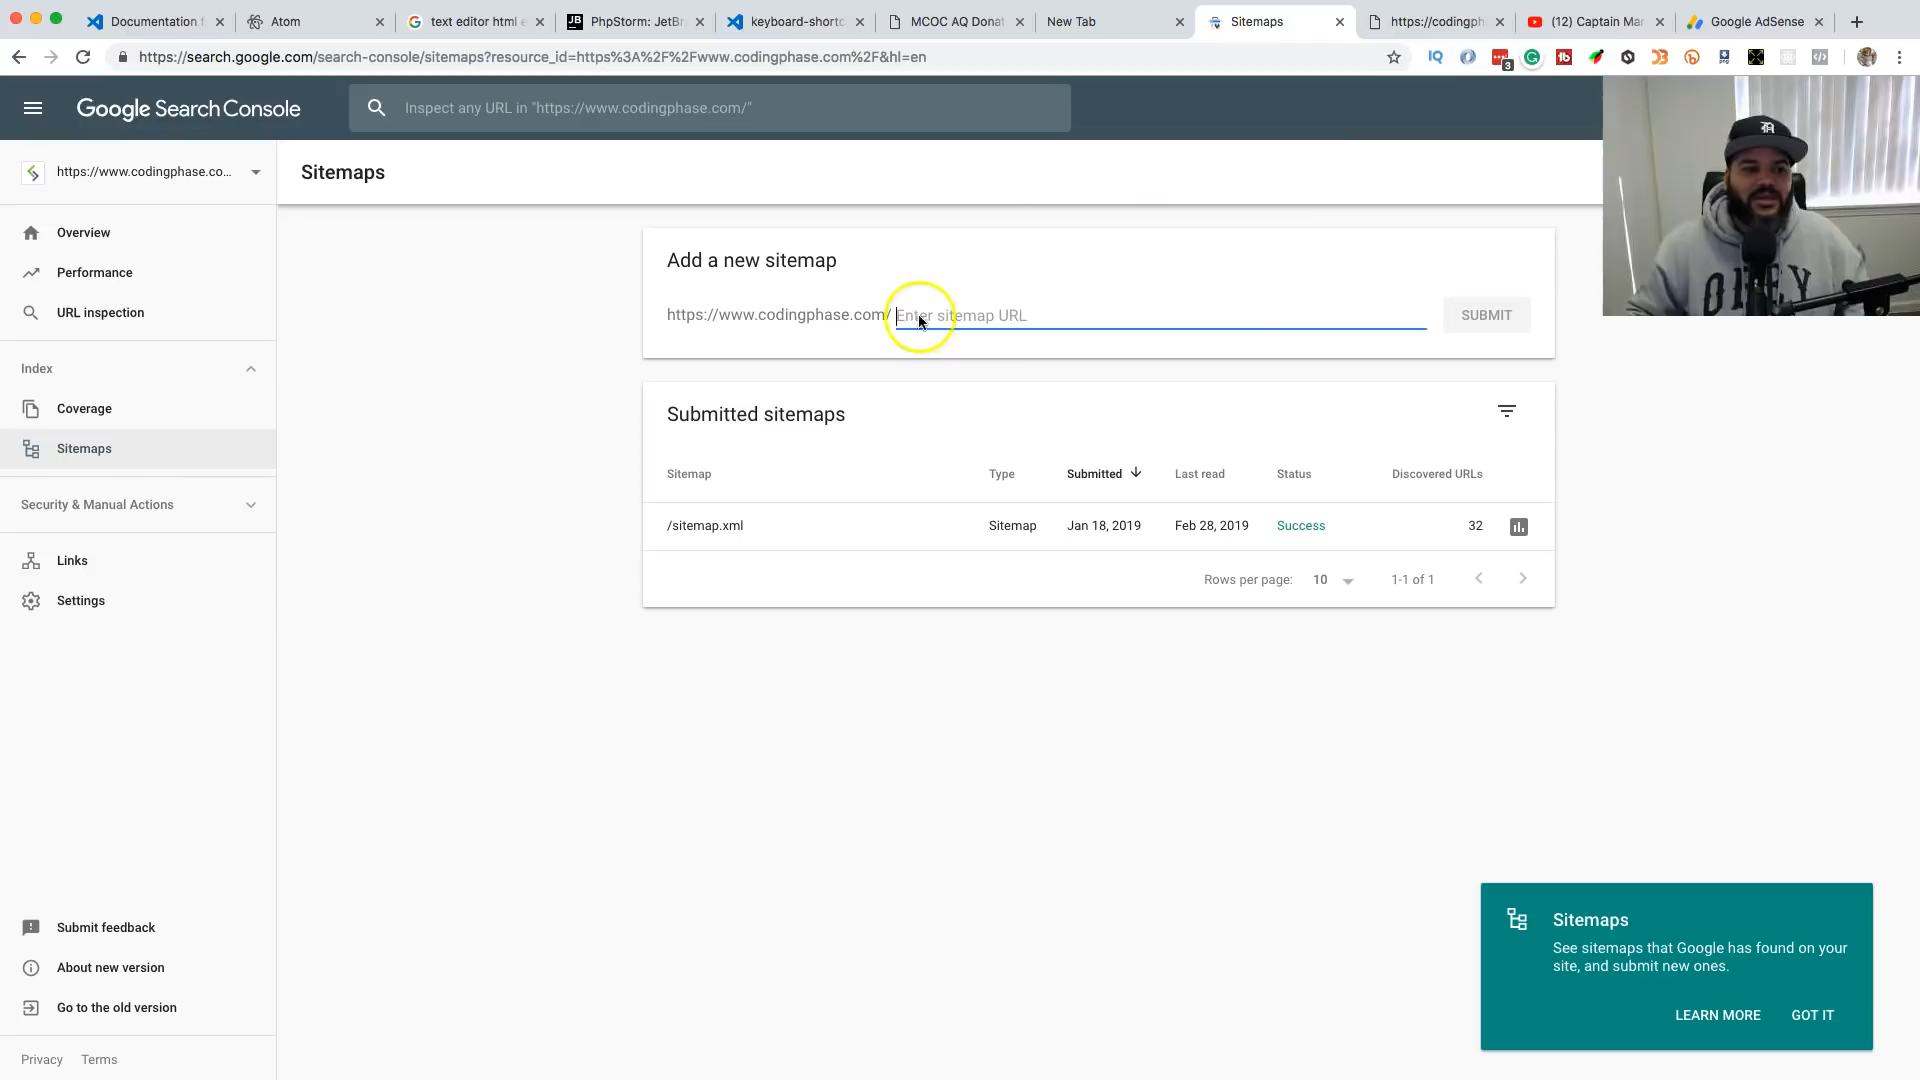 Documentation f
Atom
text editor html e
PhpStorm: JetBr
keyboard-shortc
MCOC AQ Donat
New Tab
Sitemaps
https://codingph
(12) Captain Mar
Google AdSense
https://search.google.com/search-console/sitemaps?resource_id=https%3A%2F%2Fwww.codingphase.com%2F&hl=en
Google Search Console
Inspect any URL in "https://www.codingphase.com/"
https://www.codingphase.co...
Sitemaps
Overview
Performance
URL inspection
Index
Coverage
Sitemaps
Security & Manual Actions
Links
Settings
Submit feedback
About new version
Go to the old version
Privacy Terms
Add a new sitemap
https://www.codingphase.com/ Enter sitemap URL
SUBMIT
Submitted sitemaps
Sitemap Type Submitted Last read Status Discovered URLs
/sitemap.xml Sitemap Jan 18, 2019 Feb 28, 2019 Success 32
Rows per page: 10 1-1 of 1
Sitemaps
See sitemaps that Google has found on your
site, and submit new ones.
LEARN MORE GOT IT